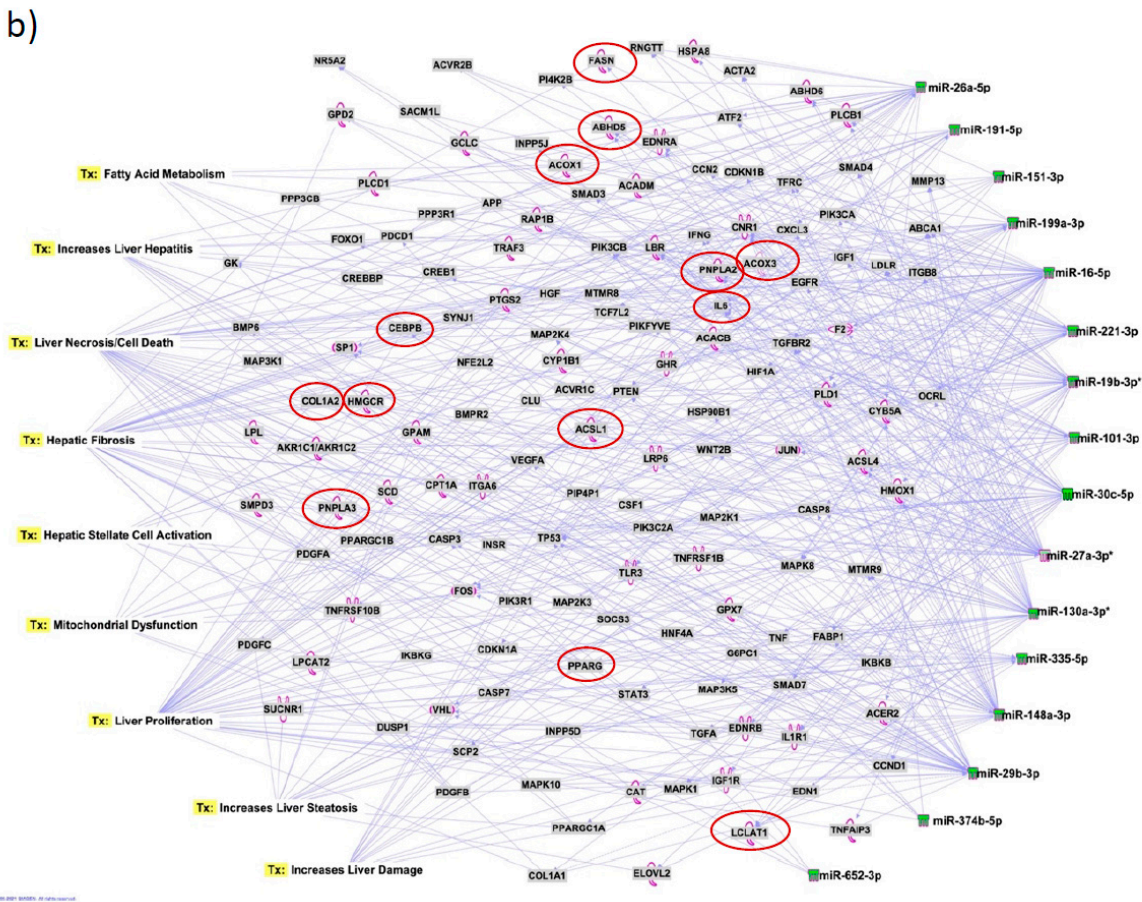 b)
RNGTT
HSPA8
FASN
NR5A2
ACVR2B
ACTA2
PI4K2B
miR-26a-5p
ABHD6
GPD2
SACM1L
PLCB1
ATF2
ABHD5
miR-191-5p
GCLC
INPP5J
EDNRA
ACOX1
CCN2
CDKN1B
SMAD4
Tx: Fatty Acid Metabolism
miR-151-3p
PLCD1
SMAD3
ACADM
TFRC
MMP13
PPP3CB
APP
PPP3R1
RAP1B
PIK3CA
miR-199a-3p
CNR1
CXCL3
ABCA1
FOXO1
PDCD1
IFNG
Tx: Increases Liver Hepatitis
TRAF3
PIK3CB
LBR
GK
IGF1
LDLR
ACOX3
PNPLA2
ITGB8
miR-16-5p
CREBBP
CREB1
EGFR
PTGS2
HGF
MTMR8
IL6
SYNJ1
TCF7L2
BMP6
CEBPB
PIKFYVE
F2
miR-221-3p
Tx: Liver Necrosis/Cell Death
(SP1)
MAP2K4
ACACB
TGFBR2
MAP3K1
NFE2L2
CYP1B1
GHR
HIF1A
miR-19b-3p*
COL1A2
HMGCR
CLU
ACVR1C
PTEN
PLD1
OCRL
BMPR2
HSP90B1
CYB5A
Tx: Hepatic Fibrosis
LPL
GPAM
ACSL1
miR-101-3p
AKR1C1/AKR1C2
VEGFA
LRP6
WNT2B
(JUN)
ACSL4
SMPD3
SCD
CPT1A
ITGA6
PIP4P1
HMOX1
miR-30c-5p
PNPLA3
CSF1
CASP8
MAP2K1
PIK3C2A
Tx: Hepatic Stellate Cell Activation
PPARGC1B
CASP3
INSR
TP53
PDGFA
TNFRSF1B
miR-27a-3p*
TLR3
MAPK8
MTMR9
(FOS)
TNFRSF10B
PIK3R1
MAP2K3
GPX7
miR-130a-3p*
SOCS3
Tx: Mitochondrial Dysfunction
HNF4A
TNF
FABP1
PDGFC
LPCAT2
IKBKG
CDKN1A
G6PC1
IKBKB
miR-335-5p
PPARG
CASP7
STAT3
MAP3K5
SMAD7
SUCNR1
(VHL)
ACER2
miR-148a-3p
Tx: Liver Proliferation
DUSP1
INPP5D
TGFA
EDNRB
IL1R1
SCP2
CCND1
miR-29b-3p
PDGFB
MAPK10
CAT
MAPK1
IGF1R
EDN1
Tx: Increases Liver Steatosis
miR-374b-5p
PPARGC1A
LCLAT1
TNFAIP3
Tx: Increases Liver Damage
COL1A1
ELOVL2
miR-652-3p
All rights reserved.